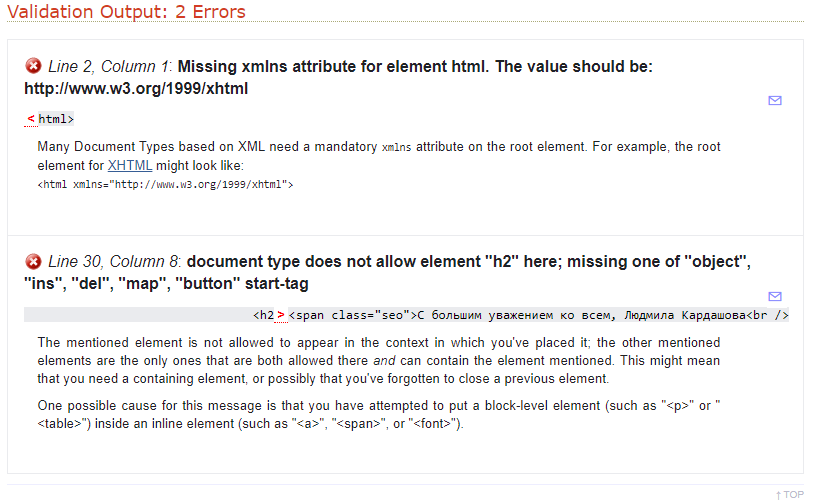 Validation Output: 2 Errors
Line 2, Column 1: Missing xmlns attribute for element html. The value should be:
http://www.w3.org/1999/xhtml
<html>
Many Document Types based on XML need a mandatory xmlns attribute on the root element. For example, the root
element for XHTML might look like:
<html xmlns="http://www.w3.org/1999/xhtml">
Line 30, Column 8: document type does not allow element "h2" here; missing one of "object",
"ins", "del", "map", "button" start-tag
<h2><span class="seo">С большим уважением ко всем, Людмила Кардашова<br />
The mentioned element is not allowed to appear in the context in which you've placed it; the other mentioned
elements are the only ones that are both allowed there and can contain the element mentioned. This might mean
that you need a containing element, or possibly that you've forgotten to close a previous element.
One possible cause for this message is that you have attempted to put a block-level element (such as "<p>" or "
<table>") inside an inline element (such as "<a>", "<span>", or "<font>").
↑ TOP